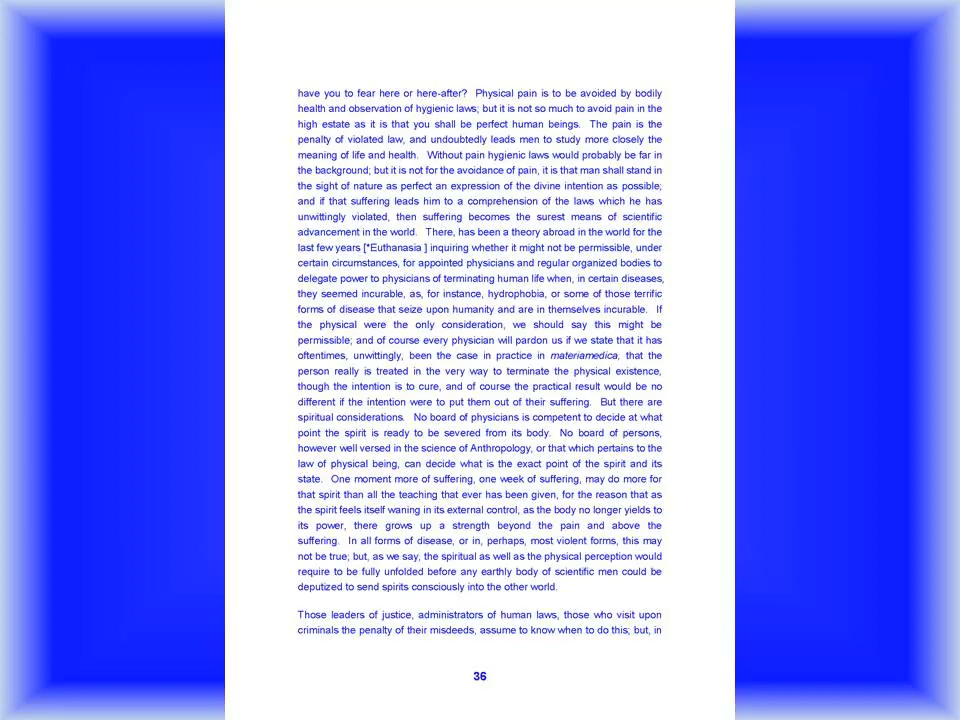 have you to fear here or here-after? Physical pain is to be avoided by bodily
health and observation of hygienic laws; but it is not so much to avoid pain in the
high estate as it is that you shall be perfect human beings. The pain is the
penalty of violated law, and undoubtedly leads men to study more closely the
meaning of life and health. Without pain hygienic laws would probably be far in
the background; but it is not for the avoidance of pain, it is that man shall stand in
the sight of nature as perfect an expression of the divine intention as possible;
and if that suffering leads him to a comprehension of the laws which he has
unwittingly violated, then suffering becomes the surest means of scientific
advancement in the world. There, has been a theory abroad in the world for the
last few years [*Euthanasia ] inquiring whether it might not be permissible, under
certain circumstances, for appointed physicians and regular organized bodies to
delegate power to physicians of terminating human life when, in certain diseases,
they seemed incurable, as, for instance, hydrophobia, or some of those terrific
forms of disease that seize upon humanity and are in themselves incurable. If
the physical were the only consideration, we should say this might be
permissible; and of course every physician will pardon us if we state that it has
oftentimes, unwittingly, been the case in practice in materiamedica, that the
person really is treated in the very way to terminate the physical existence,
though the intention is to cure, and of course the practical result would be no
different if the intention were to put them out of their suffering. But there are
spiritual considerations. No board of physicians is competent to decide at what
point the spirit is ready to be severed from its body. No board of persons,
however well versed in the science of Anthropology, or that which pertains to the
law of physical being, can decide what is the exact point of the spirit and its
state. One moment more of suffering, one week of suffering, may do more for
that spirit than all the teaching that ever has been given, for the reason that as
the spirit feels itself waning in its external control, as the body no longer yields to
its power, there grows up a strength beyond the pain and above the
suffering. In all forms of disease, or in, perhaps, most violent forms, this may
not be true; but, as we say, the spiritual as well as the physical perception would
require to be fully unfolded before any earthly body of scientific men could be
deputized to send spirits consciously into the other world.
Those leaders of justice, administrators of human laws, those who visit upon
criminals the penalty of their misdeeds, assume to know when to do this; but, in
36